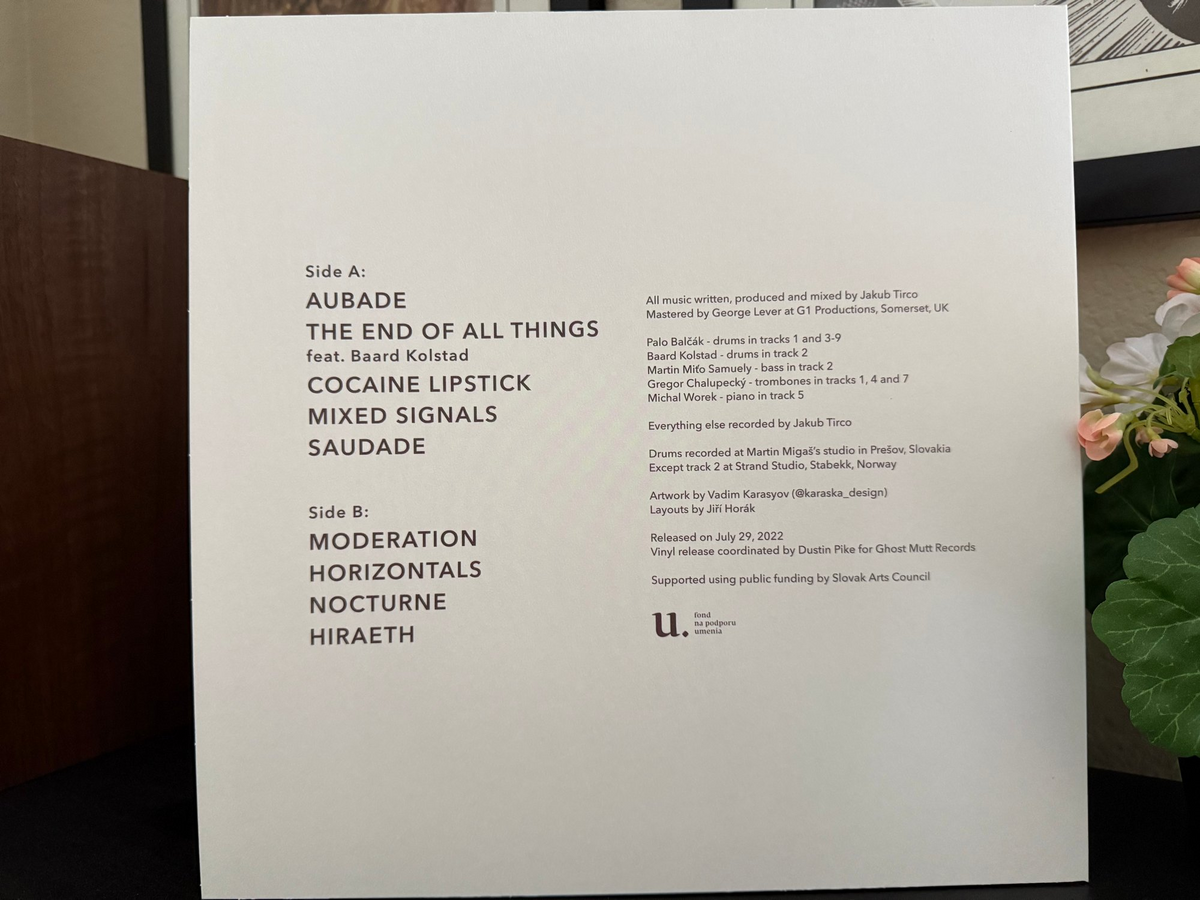 Side A:
AUBADE
THE END OF ALL THINGS
feat. Baard Kolstad
COCAINE LIPSTICK
MIXED SIGNALS
SAUDADE
Side B:
MODERATION
HORIZONTALS
NOCTURNE
HIRAETH
All music written, produced and mixed by Jakub Tirco
Mastered by George Lever at G1 Productions, Somerset, UK
Palo Balčák - drums in tracks 1 and 3-9
Baard Kolstad - drums in track 2
Martin Miťo Samuely - bass in track 2
Gregor Chalupecký - trombones in tracks 1, 4 and 7
Michal Worek - piano in track 5
Everything else recorded by Jakub Tirco
Drums recorded at Martin Migaš's studio in Prešov, Slovakia
Except track 2 at Strand Studio, Stabekk, Norway
Artwork by Vadim Karasyov (@karaska_design)
Layouts by Jiří Horák
Released on July 29, 2022
Vinyl release coordinated by Dustin Pike for Ghost Mutt Records
Supported using public funding by Slovak Arts Council
u. fond
na podporu
umenia